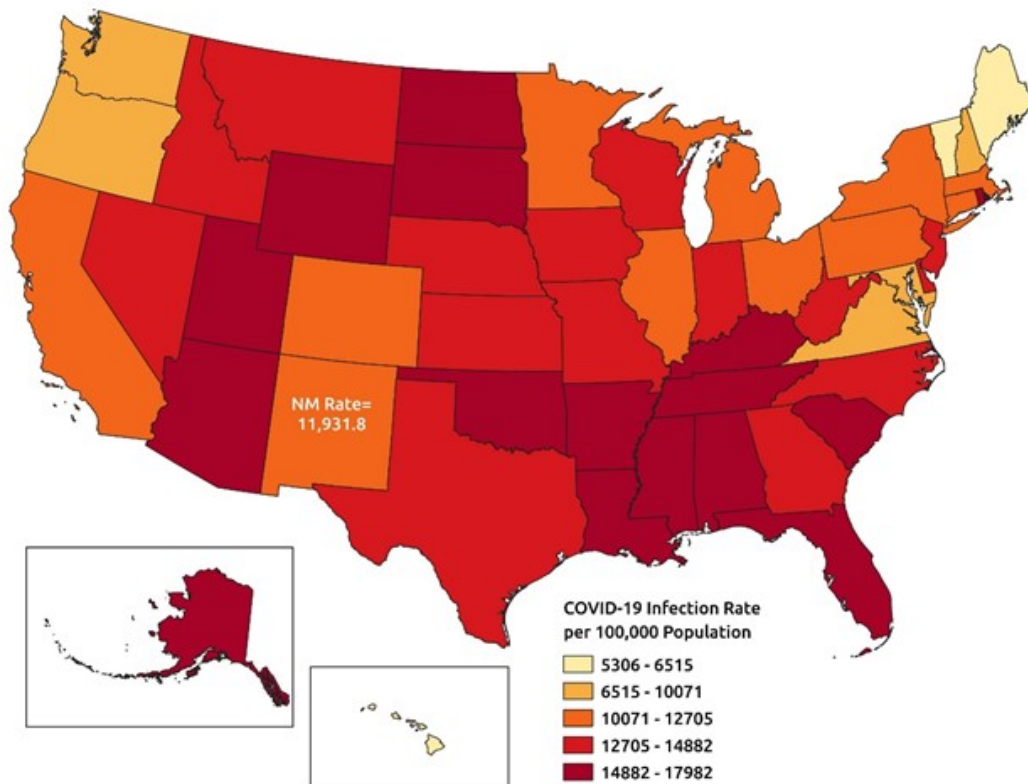 NM Rate=
11,931.8
COVID-19 Infection Rate
per 100,000 Population
5306 - 6515
6515 - 10071
10071 - 12705
12705 - 14882
14882 - 17982